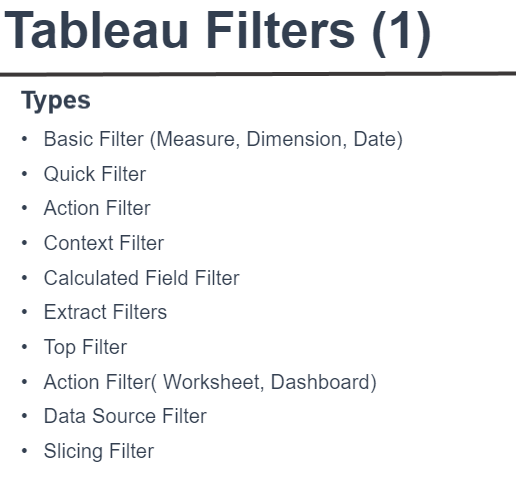 Tableau Filters (1)
Types
• Basic Filter (Measure, Dimension, Date)
• Quick Filter
• Action Filter
• Context Filter
• Calculated Field Filter
• Extract Filters
• Top Filter
• Action Filter( Worksheet, Dashboard)
• Data Source Filter
• Slicing Filter